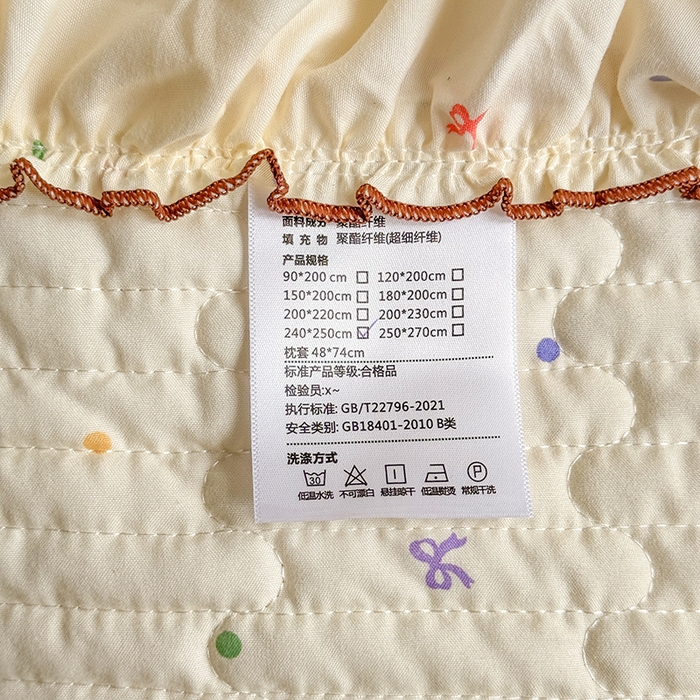 面料成分 聚酯纤维
填充物 聚酯纤维(超细纤维)
产品规格
90*200 cm □ 120*200cm □
150*200cm □ 180*200cm □
200*220cm □ 200*230cm □
240*250cm ☑ 250*270cm □
枕套 48*74cm
标准产品等级:合格品
检验员:x~
执行标准: GB/T22796-2021
安全类别: GB18401-2010 B类
洗涤方式
30 P
低温水洗 不可漂白 悬挂晾干 低温熨烫 常规干洗